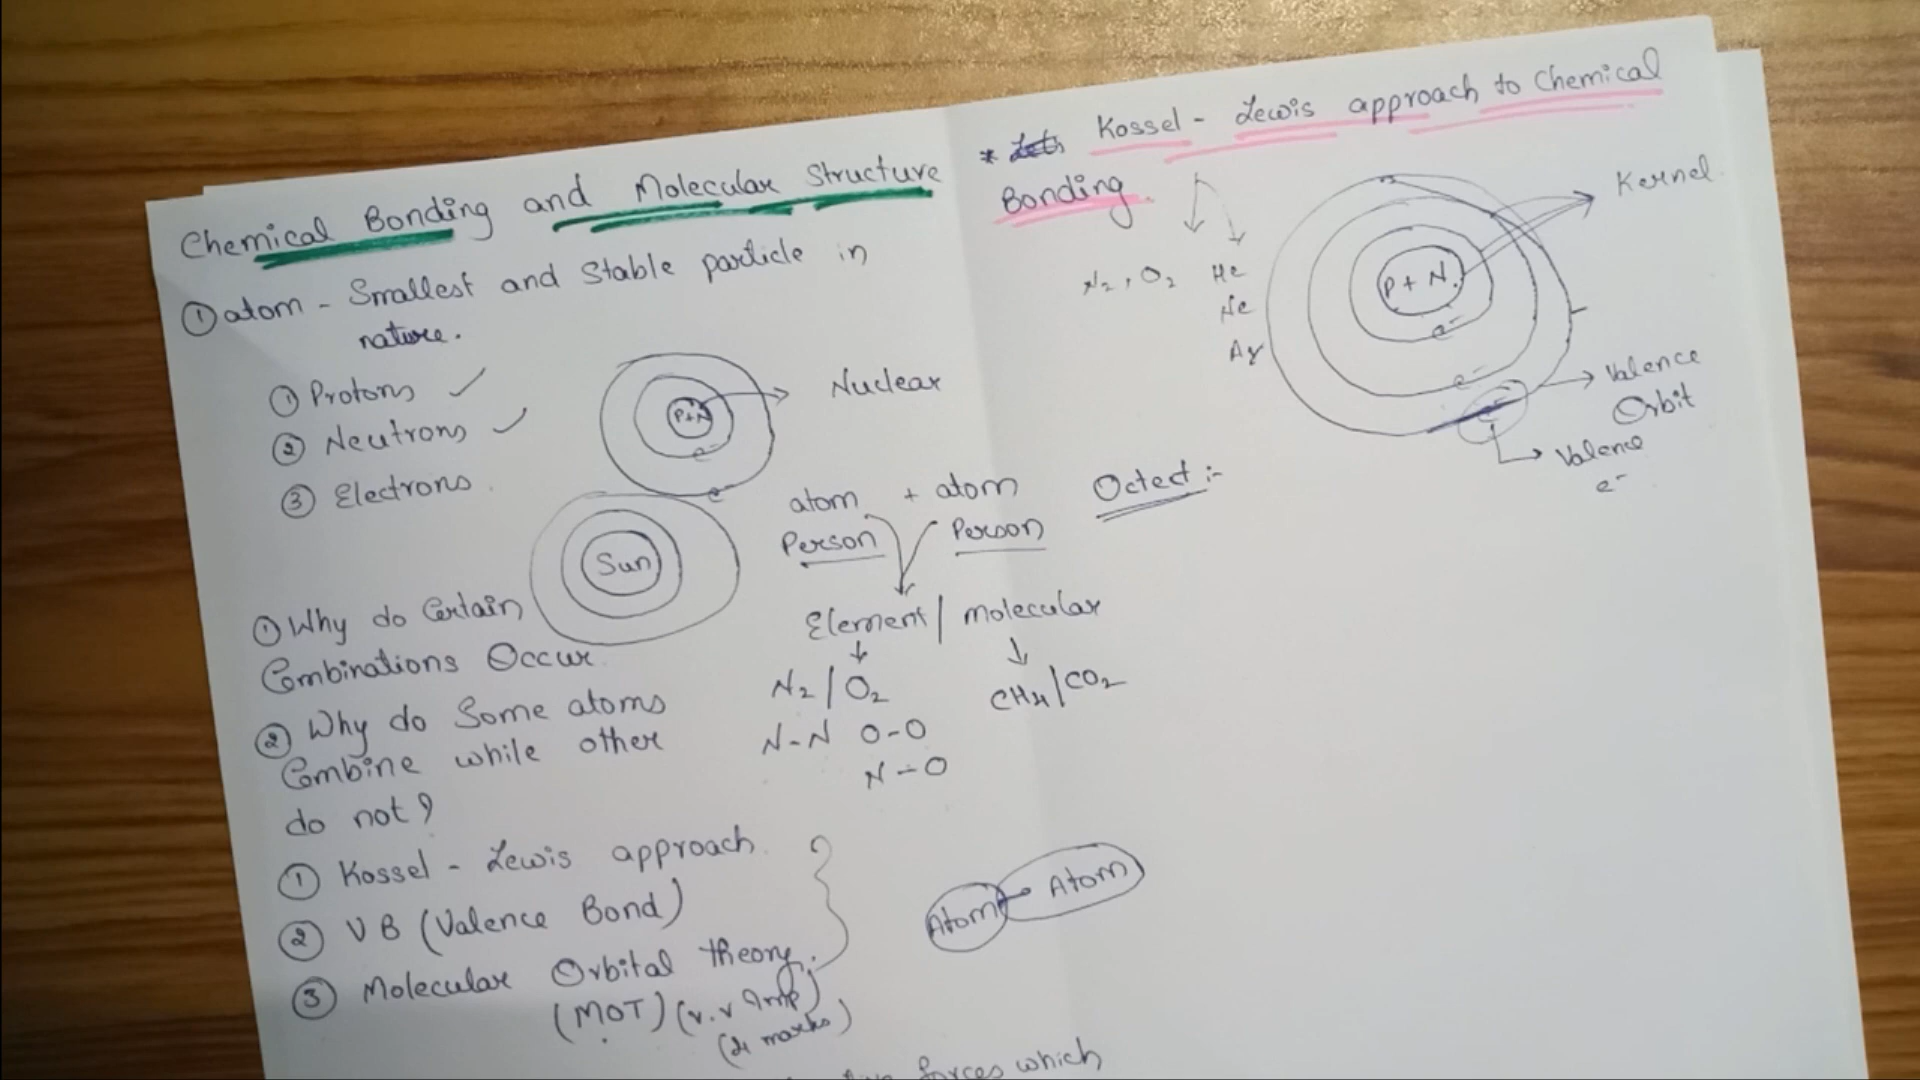 Chemical Bonding and Molecular Structure
① atom - Smallest and Stable particle in
nature.
① Protons ✓
② Neutrons ✓
③ Electrons
P+N
Nuclear
e-
e-
Sun
atom + atom
Person Person
Element / molecular
N2 / O2
CH4 / CO2
N-N O-O
N-O
① Why do Certain
Combinations Occur
② Why do Some atoms
Combine while other
do not?
① Kossel - Lewis approach
② VB (Valence Bond)
③ Molecular Orbital theory.
(MOT) (v.v Imp)
marks)
Atom - Atom
forces which
* Kossel - Lewis approach to Chemical
Bonding.
N2, O2 He
Ne
Ar
P + N
Kernel
e-
e-
e-
Valence
Orbit
Valence
e-
Octect :-